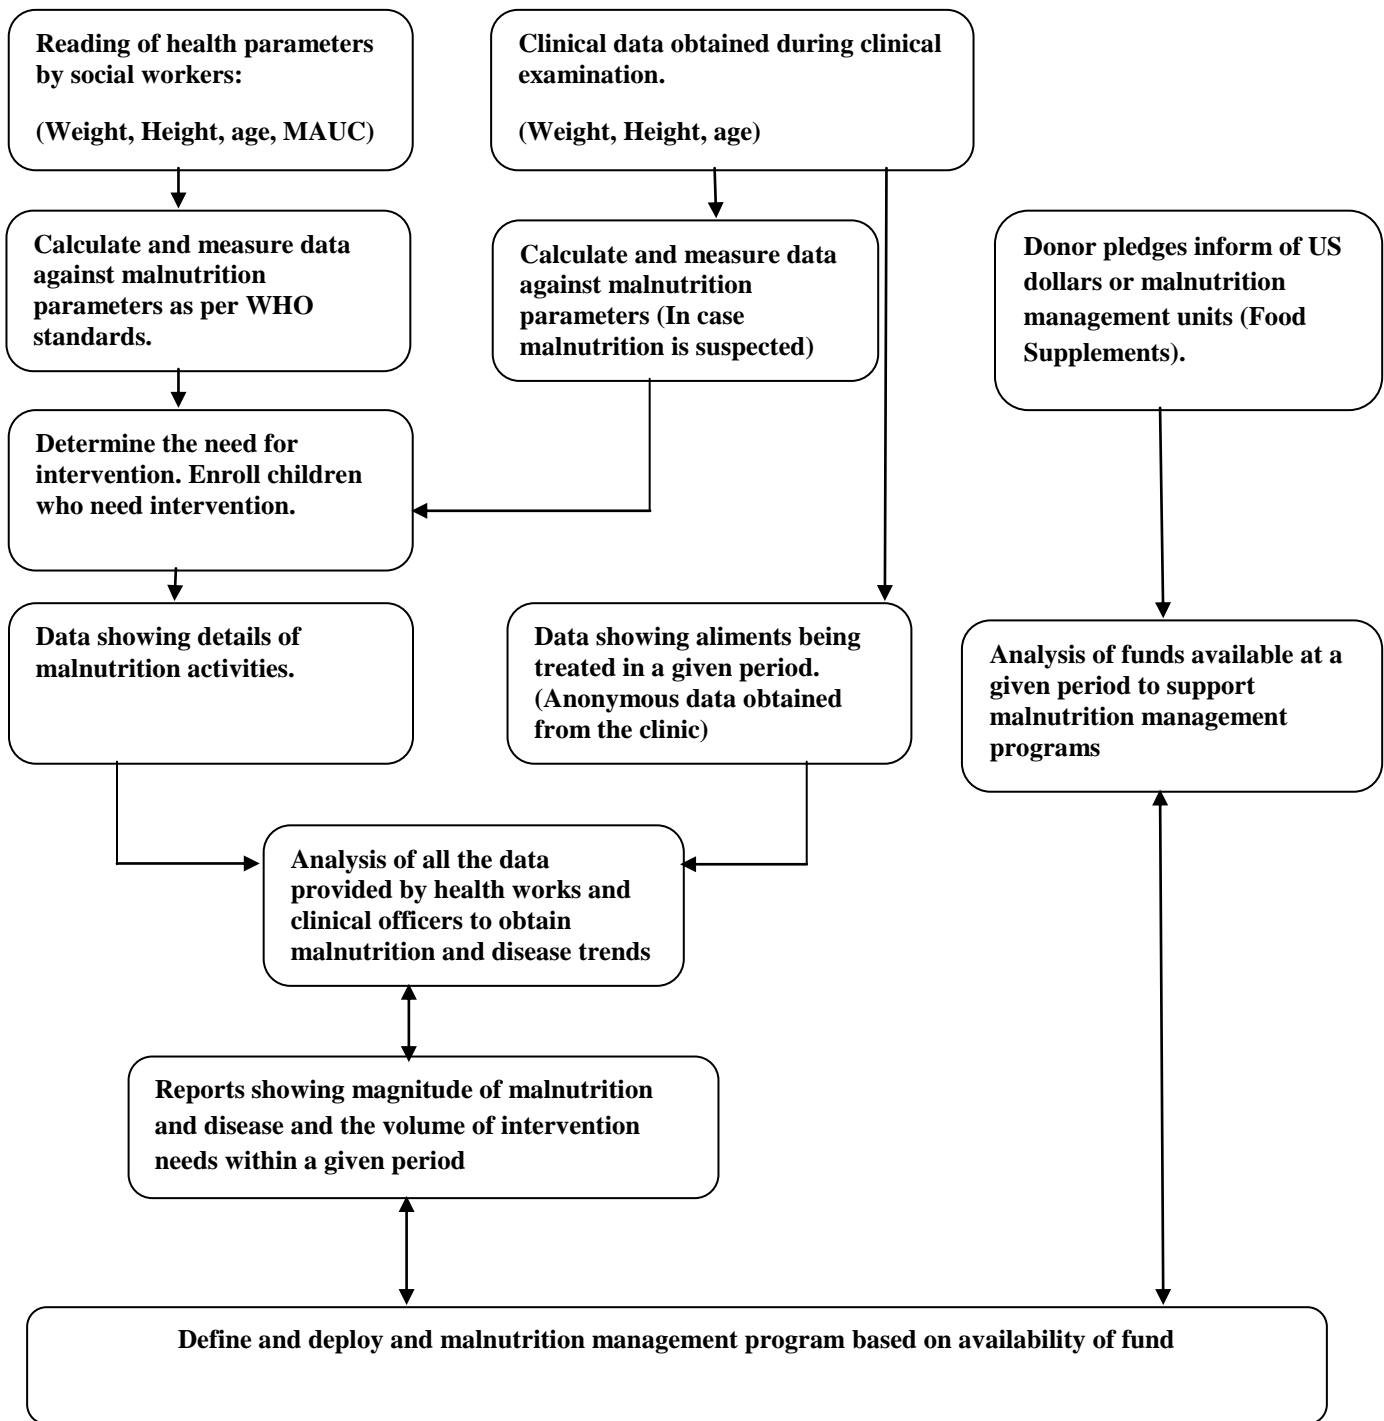 Reading of health parameters
by social workers:
(Weight, Height, age, MAUC)
Clinical data obtained during clinical
examination.
(Weight, Height, age)
Calculate and measure data
against malnutrition
parameters as per WHO
standards.
Calculate and measure data
against malnutrition
parameters (In case
malnutrition is suspected)
Donor pledges inform of US
dollars or malnutrition
management units (Food
Supplements).
Determine the need for
intervention. Enroll children
who need intervention.
Data showing details of
malnutrition activities.
Data showing aliments being
treated in a given period.
(Anonymous data obtained
from the clinic)
Analysis of funds available at a
given period to support
malnutrition management
programs
Analysis of all the data
provided by health works and
clinical officers to obtain
malnutrition and disease trends
Reports showing magnitude of malnutrition
and disease and the volume of intervention
needs within a given period
Define and deploy and malnutrition management program based on availability of fund